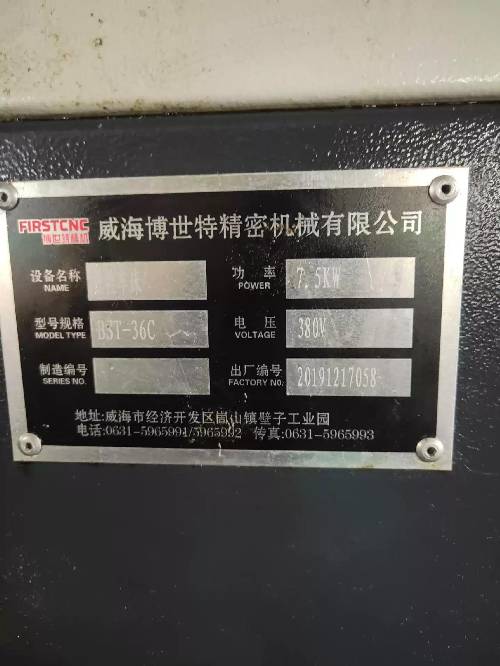 FIRSTCNC
博世特精机
威海博世特精密机械有限公司
设备名称
NAME
功率
POWER
7.5KW
型号规格
MODEL TYPE
BST-36C
电压
VOLTAGE
380V
制造编号
SERIES NO.
出厂编号
FACTORY NO.
20191217058
地址:威海市经济开发区崮山镇壁子工业园
电话:0631-5965991/5965992 传真:0631-5965993